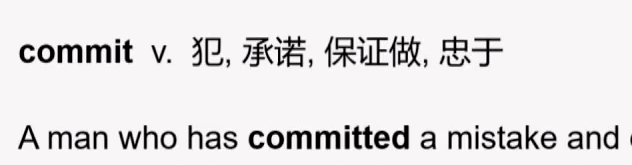 commit v. 犯, 承诺, 保证做, 忠于
A man who has committed a mistake and